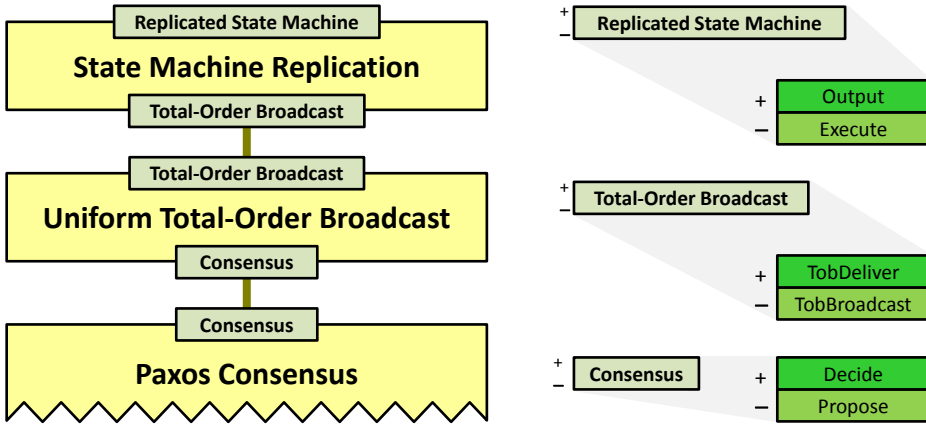 Replicated State Machine
State Machine Replication
Total-Order Broadcast
Total-Order Broadcast
Uniform Total-Order Broadcast
Consensus
Consensus
Paxos Consensus
+
−
Replicated State Machine
+
Output
−
Execute
+
−
Total-Order Broadcast
+
TobDeliver
−
TobBroadcast
+
−
Consensus
+
Decide
−
Propose